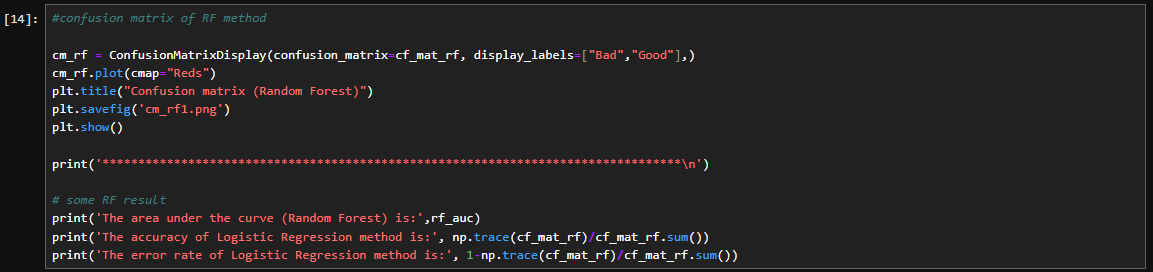 [14]:
#confusion matrix of RF method
cm_rf = ConfusionMatrixDisplay(confusion_matrix=cf_mat_rf, display_labels=["Bad","Good"],)
cm_rf.plot(cmap="Reds")
plt.title("Confusion matrix (Random Forest)")
plt.savefig('cm_rf1.png')
plt.show()
print('*********************************************************************************\n')
# some RF result
print('The area under the curve (Random Forest) is:',rf_auc)
print('The accuracy of Logistic Regression method is:', np.trace(cf_mat_rf)/cf_mat_rf.sum())
print('The error rate of Logistic Regression method is:', 1-np.trace(cf_mat_rf)/cf_mat_rf.sum())